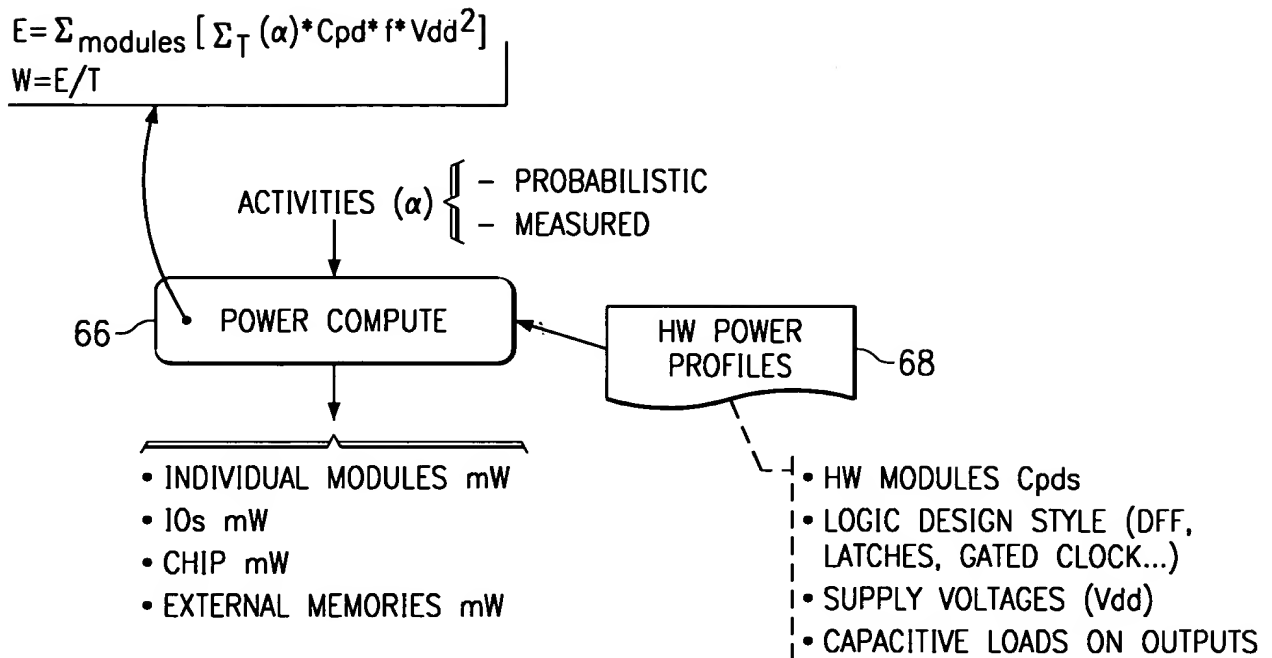 E=Σmodules [ΣT (α)*Cpd*f*Vdd²]
W=E/T
ACTIVITIES (α)
– PROBABILISTIC
– MEASURED
66
POWER COMPUTE
HW POWER
PROFILES
68
• INDIVIDUAL MODULES mW
• IOs mW
• CHIP mW
• EXTERNAL MEMORIES mW
• HW MODULES Cpds
• LOGIC DESIGN STYLE (DFF,
LATCHES, GATED CLOCK...)
• SUPPLY VOLTAGES (Vdd)
• CAPACITIVE LOADS ON OUTPUTS